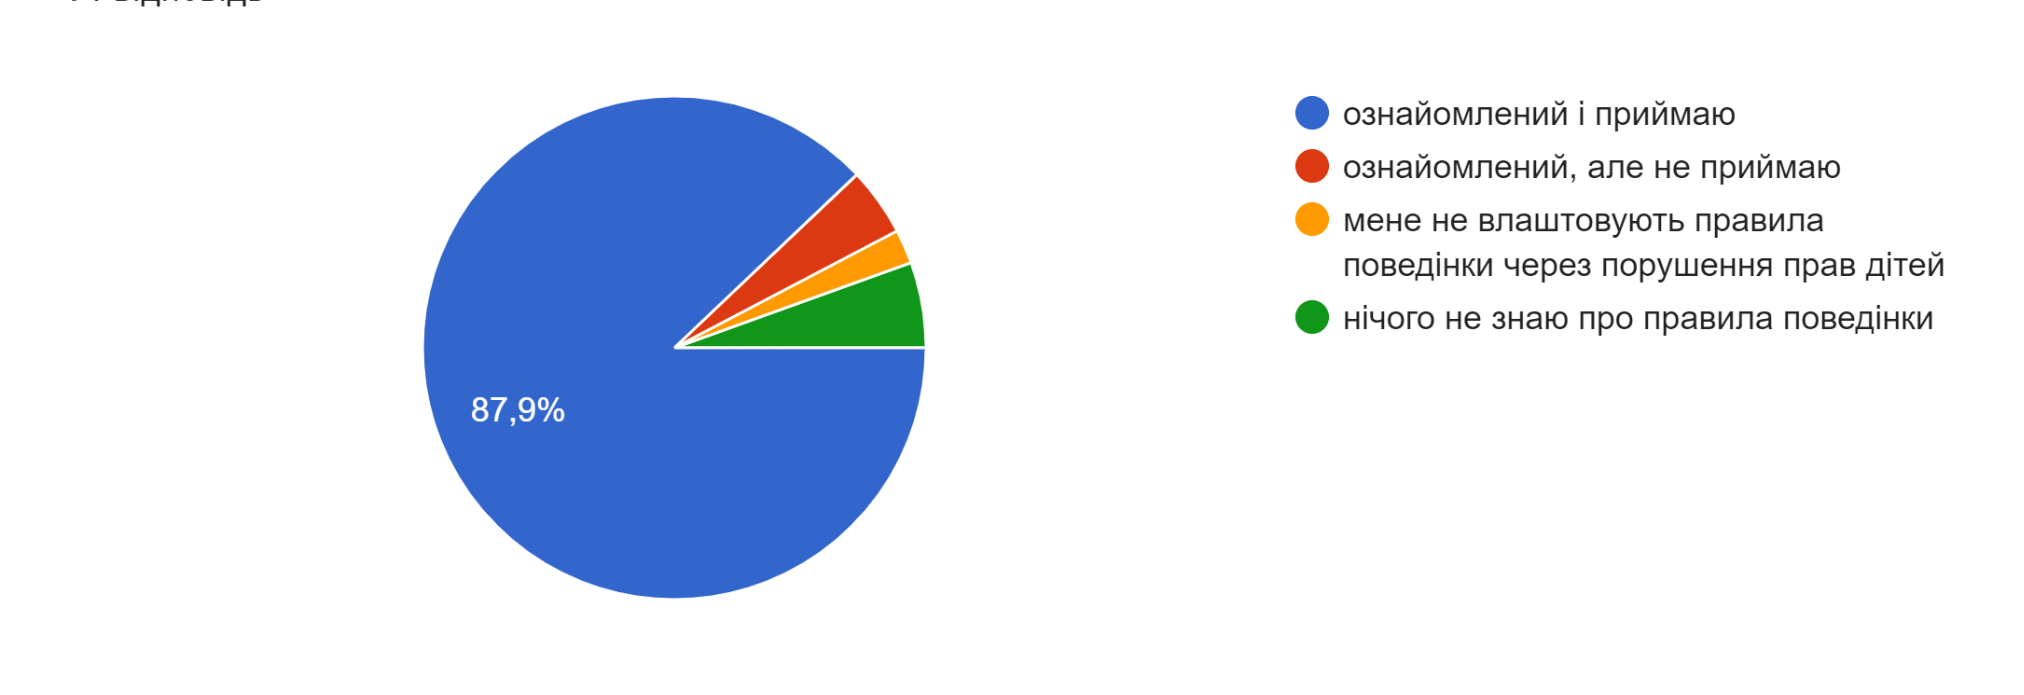 ознайомлений і приймаю
ознайомлений, але не приймаю
мене не влаштовують правила
поведінки через порушення прав дітей
нічого не знаю про правила поведінки
87,9%